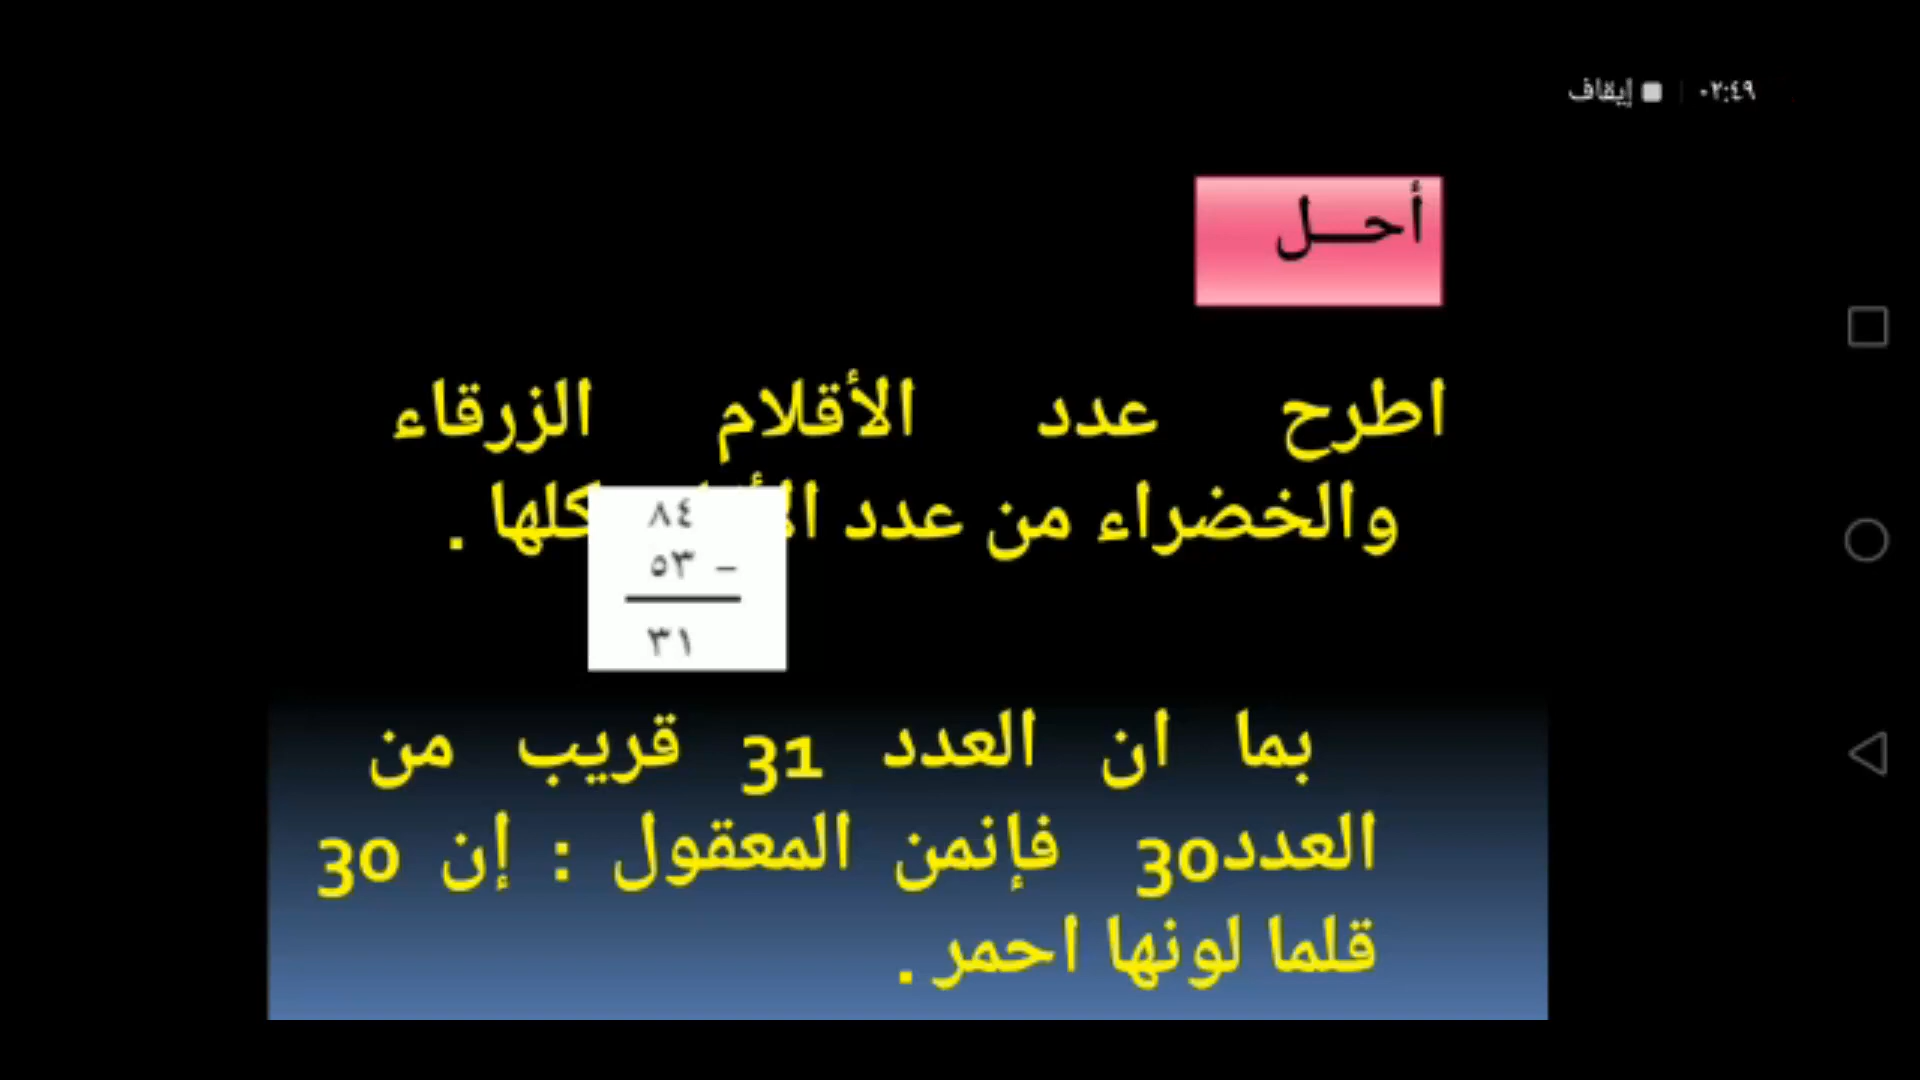 ٠٢:٤٩ إيقاف
أحـــل
اطرح عدد الأقلام الزرقاء
والخضراء من عدد كلها .
٨٤
٥٣ –
٣١
بما ان العدد 31 قريب من
العدد30 فإنمن المعقول : إن 30
قلما لونها احمر .